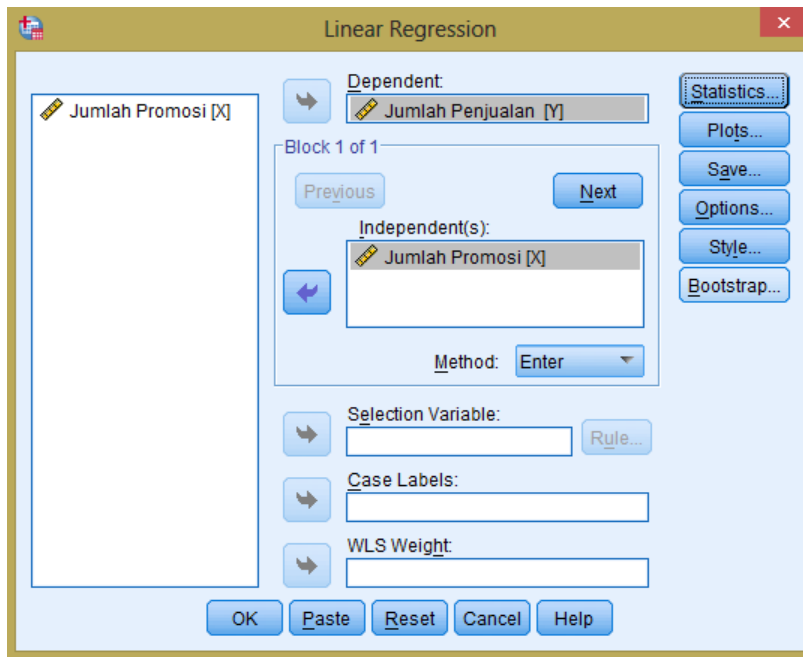 Linear Regression
Jumlah Promosi [X]
Dependent:
Jumlah Penjualan [Y]
Block 1 of 1
Previous
Next
Independent(s):
Jumlah Promosi [X]
Method:
Enter
Selection Variable:
Rule...
Case Labels:
WLS Weight:
Statistics...
Plots...
Save...
Options...
Style...
Bootstrap...
OK
Paste
Reset
Cancel
Help